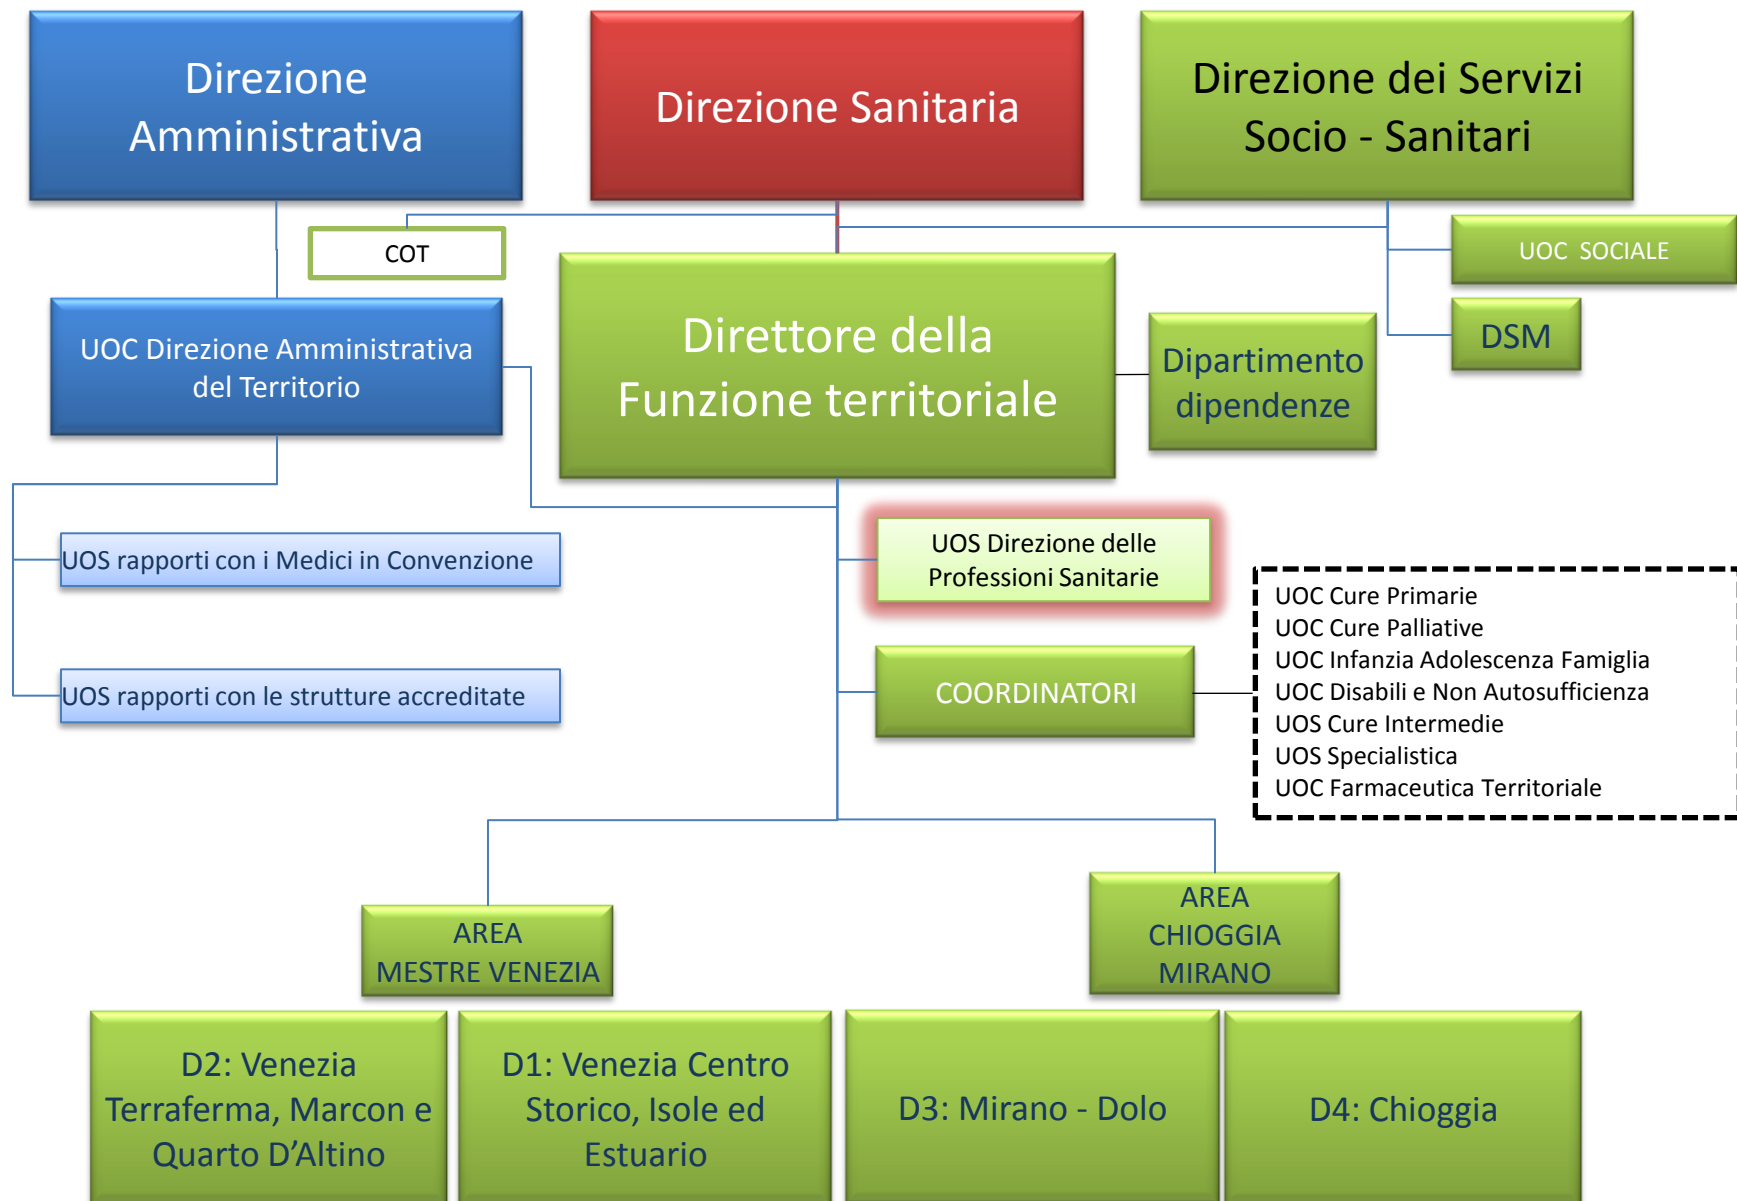 Direzione
Amministrativa
Direzione Sanitaria
Direzione dei Servizi
Socio - Sanitari
COT
UOC  SOCIALE
UOC Direzione Amministrativa
del Territorio
Direttore della
Funzione territoriale
Dipartimento
dipendenze
DSM
UOS rapporti con i Medici in Convenzione
UOS rapporti con le strutture accreditate
UOS Direzione delle
Professioni Sanitarie
COORDINATORI
UOC Cure Primarie
UOC Cure Palliative
UOC Infanzia Adolescenza Famiglia
UOC Disabili e Non Autosufficienza
UOS Cure Intermedie
UOS Specialistica
UOC Farmaceutica Territoriale
AREA
MESTRE VENEZIA
AREA
CHIOGGIA
MIRANO
D2: Venezia
Terraferma, Marcon e
Quarto D’Altino
D1: Venezia Centro
Storico, Isole ed
Estuario
D3: Mirano - Dolo
D4: Chioggia